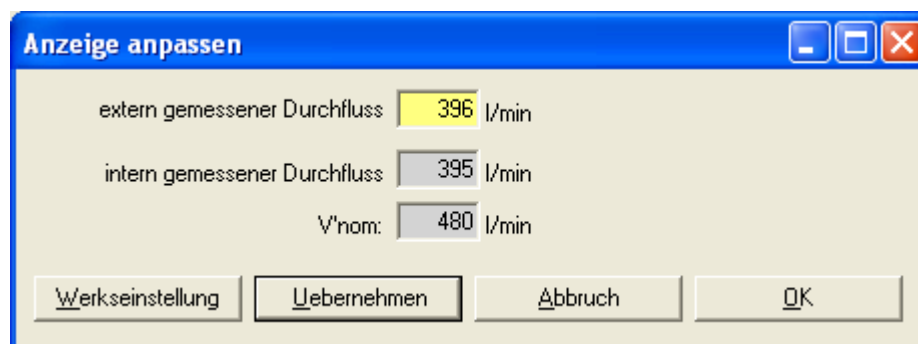 Anzeige anpassen
extern gemessener Durchfluss 396 l/min
intern gemessener Durchfluss 395 l/min
V'nom: 480 l/min
Werkseinstellung Uebernehmen Abbruch OK